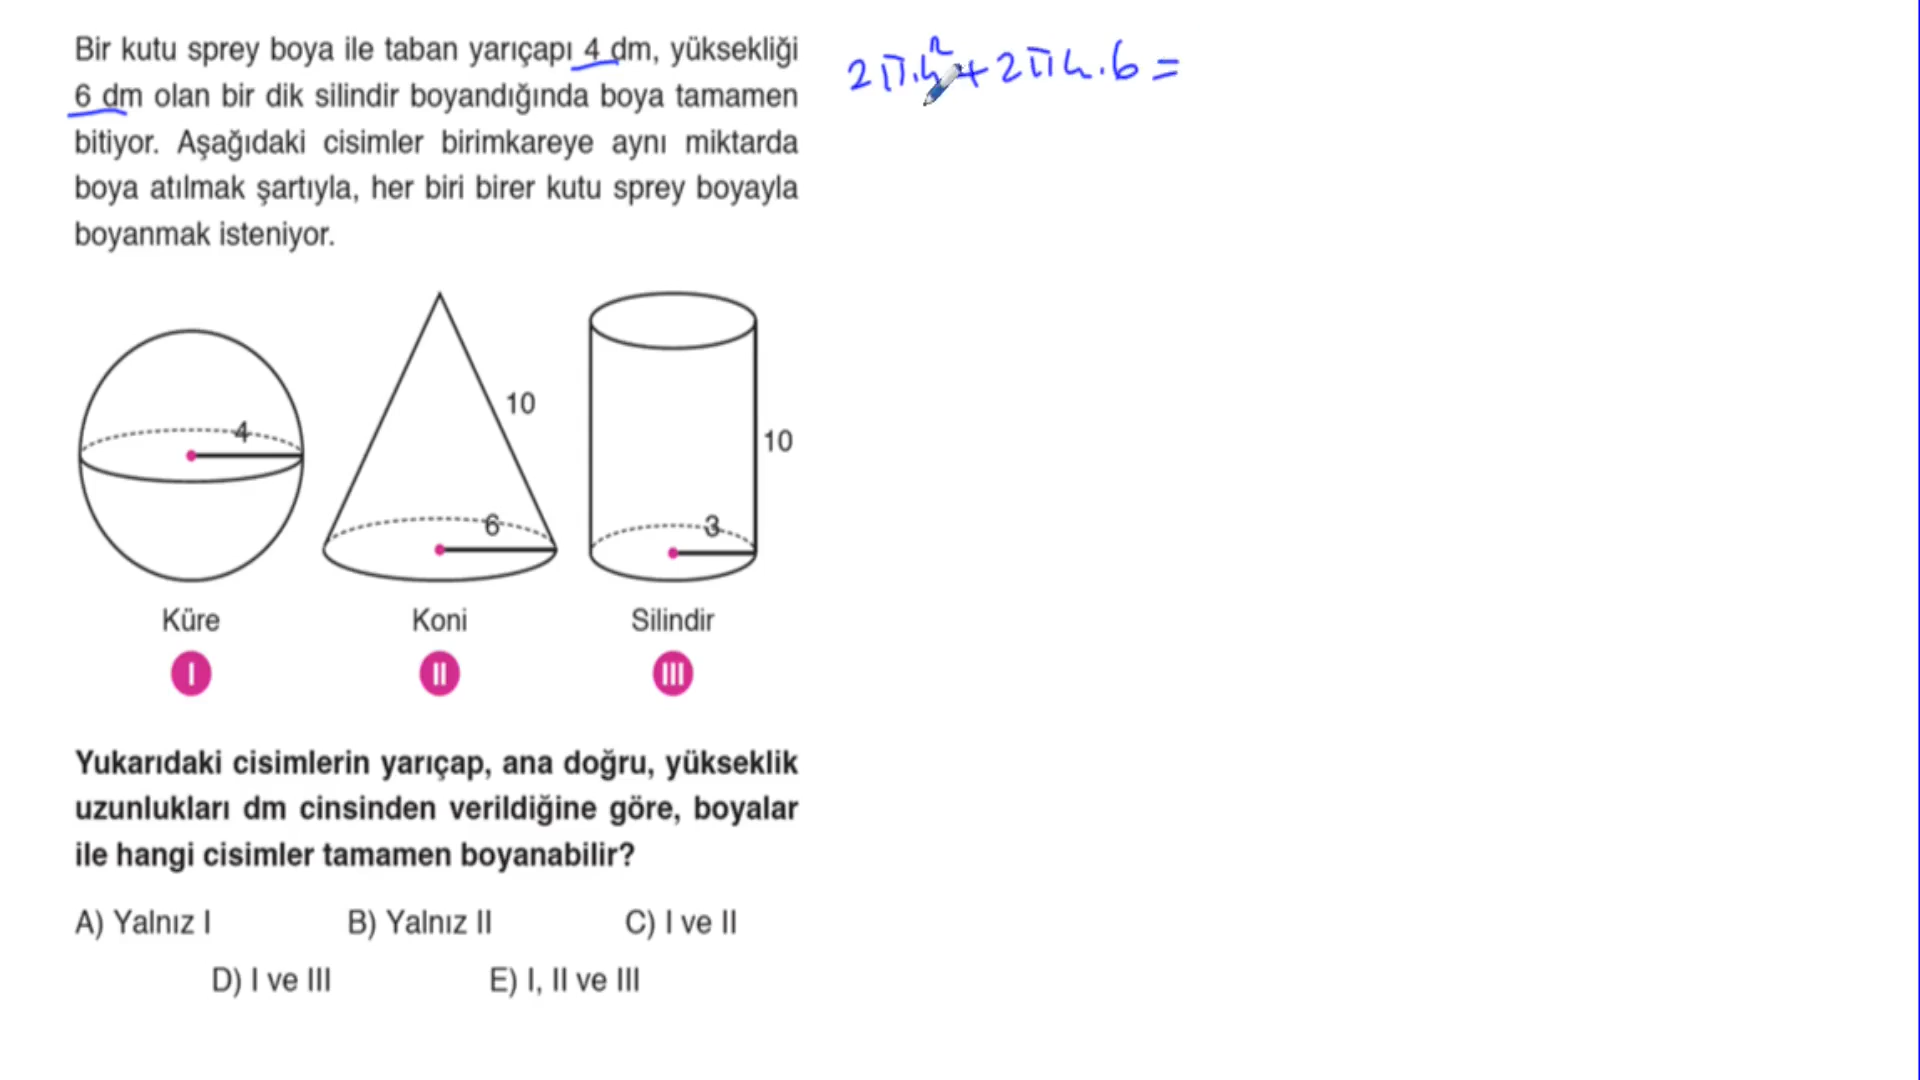 Bir kutu sprey boya ile taban yarıçapı 4 dm, yüksekliği
6 dm olan bir dik silindir boyandığında boya tamamen
bitiyor. Aşağıdaki cisimler birimkareye aynı miktarda
boya atılmak şartıyla, her biri birer kutu sprey boyayla
boyanmak isteniyor.
2π.4² + 2π4.6 =
4
10
6
10
3
Küre
Koni
Silindir
I
II
III
Yukarıdaki cisimlerin yarıçap, ana doğru, yükseklik
uzunlukları dm cinsinden verildiğine göre, boyalar
ile hangi cisimler tamamen boyanabilir?
A) Yalnız I
B) Yalnız II
C) I ve II
D) I ve III
E) I, II ve III